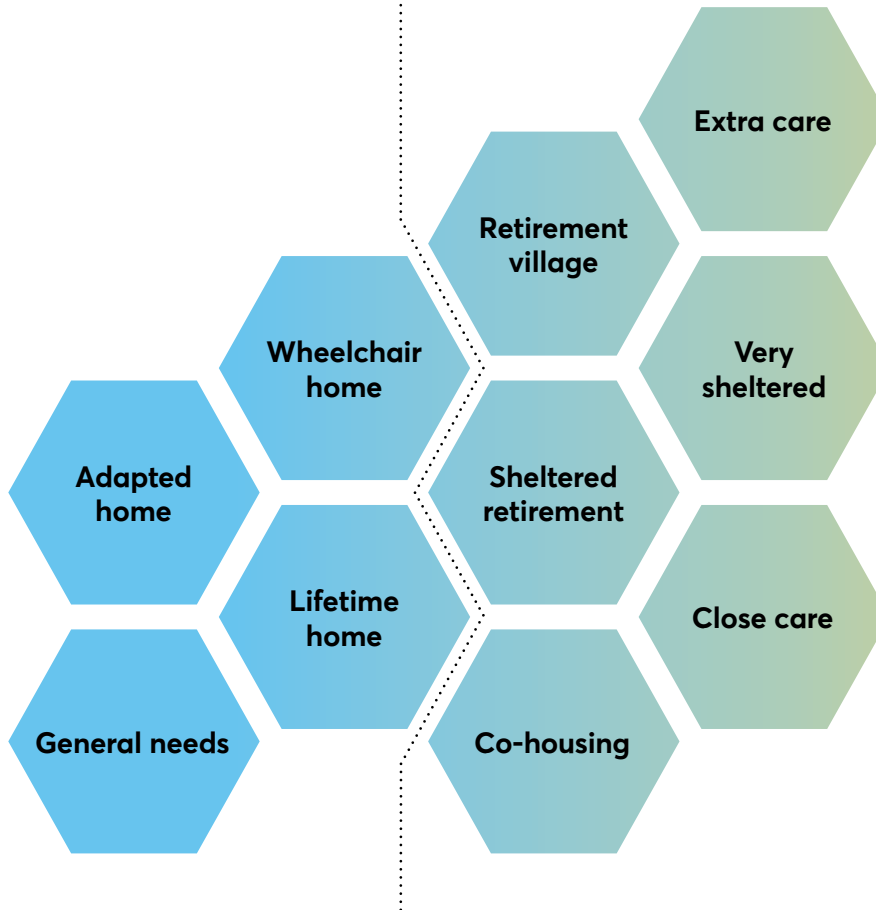 Extra care
Retirement
village
Wheelchair
home
Very
sheltered
Adapted
home
Sheltered
retirement
Lifetime
home
Close care
General needs
Co-housing